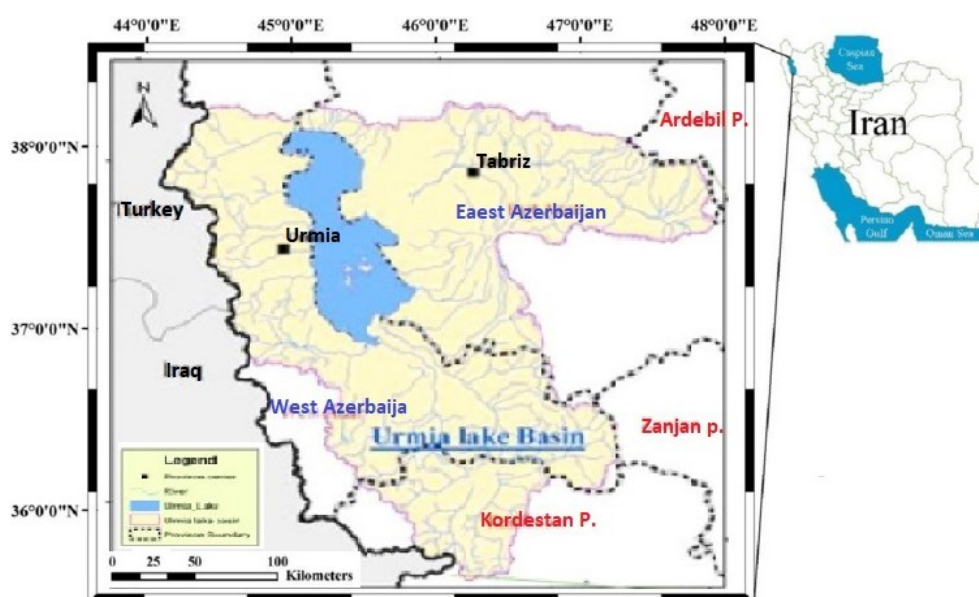 44°0'0"E 45°0'0"E 46°0'0"E 47°0'0"E 48°0'0"E
N
Caspian
Sea
Iran
Persian
Gulf
Oman Sea
38°0'0"N
37°0'0"N
36°0'0"N
Ardebil P.
Tabriz
Turkey
Eaest Azerbaijan
Urmia
Iraq
West Azerbaija
Zanjan p.
Urmia lake Basin
Kordestan P.
Legend
Province center
River
Urmia_Lake
Urmia lake basin
Province Boundary
0 25 50 100
Kilometers